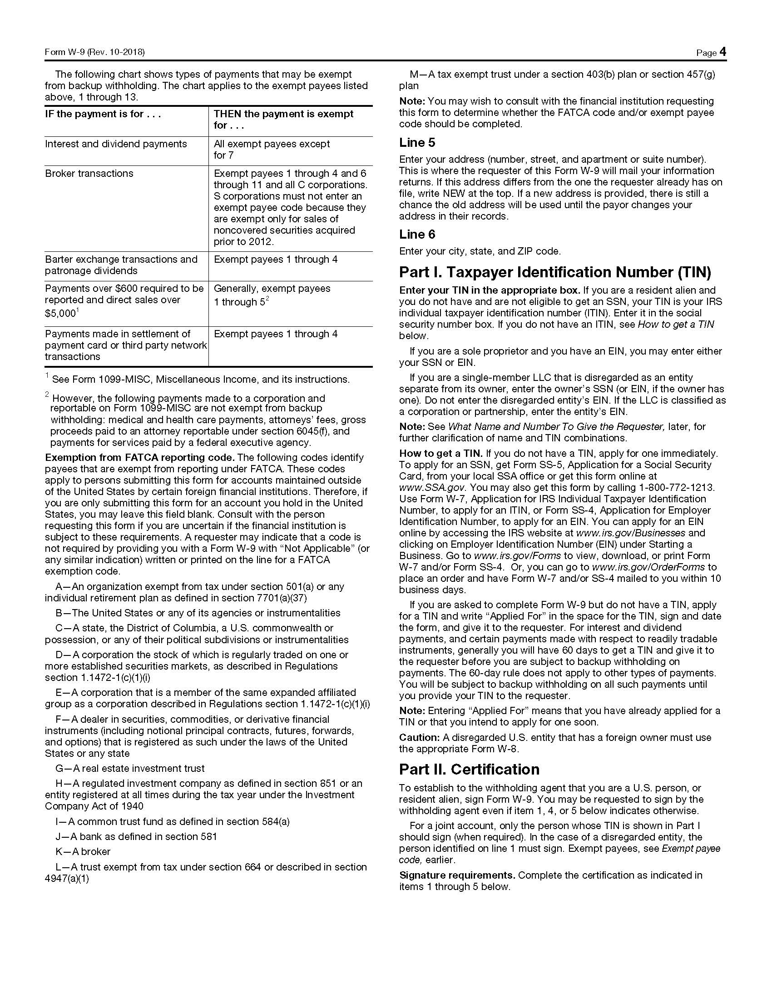 Form W-9 (Rev. 10-2018)
Page 4
The following chart shows types of payments that may be exempt
from backup withholding. The chart applies to the exempt payees listed
above, 1 through 13.
IF the payment is for . . .
THEN the payment is exempt
for . . .
Interest and dividend payments
All exempt payees except
for 7
Broker transactions
Exempt payees 1 through 4 and 6
through 11 and all C corporations.
S corporations must not enter an
exempt payee code because they
are exempt only for sales of
noncovered securities acquired
prior to 2012.
Barter exchange transactions and
patronage dividends
Exempt payees 1 through 4
Payments over $600 required to be
reported and direct sales over
$5,000¹
Generally, exempt payees
1 through 5²
Payments made in settlement of
payment card or third party network
transactions
Exempt payees 1 through 4
¹ See Form 1099-MISC, Miscellaneous Income, and its instructions.
² However, the following payments made to a corporation and
reportable on Form 1099-MISC are not exempt from backup
withholding: medical and health care payments, attorneys’ fees, gross
proceeds paid to an attorney reportable under section 6045(f), and
payments for services paid by a federal executive agency.
Exemption from FATCA reporting code. The following codes identify
payees that are exempt from reporting under FATCA. These codes
apply to persons submitting this form for accounts maintained outside
of the United States by certain foreign financial institutions. Therefore, if
you are only submitting this form for an account you hold in the United
States, you may leave this field blank. Consult with the person
requesting this form if you are uncertain if the financial institution is
subject to these requirements. A requester may indicate that a code is
not required by providing you with a Form W-9 with “Not Applicable” (or
any similar indication) written or printed on the line for a FATCA
exemption code.
A—An organization exempt from tax under section 501(a) or any
individual retirement plan as defined in section 7701(a)(37)
B—The United States or any of its agencies or instrumentalities
C—A state, the District of Columbia, a U.S. commonwealth or
possession, or any of their political subdivisions or instrumentalities
D—A corporation the stock of which is regularly traded on one or
more established securities markets, as described in Regulations
section 1.1472-1(c)(1)(i)
E—A corporation that is a member of the same expanded affiliated
group as a corporation described in Regulations section 1.1472-1(c)(1)(i)
F—A dealer in securities, commodities, or derivative financial
instruments (including notional principal contracts, futures, forwards,
and options) that is registered as such under the laws of the United
States or any state
G—A real estate investment trust
H—A regulated investment company as defined in section 851 or an
entity registered at all times during the tax year under the Investment
Company Act of 1940
I—A common trust fund as defined in section 584(a)
J—A bank as defined in section 581
K—A broker
L—A trust exempt from tax under section 664 or described in section
4947(a)(1)
M—A tax exempt trust under a section 403(b) plan or section 457(g)
plan
Note: You may wish to consult with the financial institution requesting
this form to determine whether the FATCA code and/or exempt payee
code should be completed.
Line 5
Enter your address (number, street, and apartment or suite number).
This is where the requester of this Form W-9 will mail your information
returns. If this address differs from the one the requester already has on
file, write NEW at the top. If a new address is provided, there is still a
chance the old address will be used until the payor changes your
address in their records.
Line 6
Enter your city, state, and ZIP code.
Part I. Taxpayer Identification Number (TIN)
Enter your TIN in the appropriate box. If you are a resident alien and
you do not have and are not eligible to get an SSN, your TIN is your IRS
individual taxpayer identification number (ITIN). Enter it in the social
security number box. If you do not have an ITIN, see How to get a TIN
below.
If you are a sole proprietor and you have an EIN, you may enter either
your SSN or EIN.
If you are a single-member LLC that is disregarded as an entity
separate from its owner, enter the owner’s SSN (or EIN, if the owner has
one). Do not enter the disregarded entity’s EIN. If the LLC is classified as
a corporation or partnership, enter the entity’s EIN.
Note: See What Name and Number To Give the Requester, later, for
further clarification of name and TIN combinations.
How to get a TIN. If you do not have a TIN, apply for one immediately.
To apply for an SSN, get Form SS-5, Application for a Social Security
Card, from your local SSA office or get this form online at
www.SSA.gov. You may also get this form by calling 1-800-772-1213.
Use Form W-7, Application for IRS Individual Taxpayer Identification
Number, to apply for an ITIN, or Form SS-4, Application for Employer
Identification Number, to apply for an EIN. You can apply for an EIN
online by accessing the IRS website at www.irs.gov/Businesses and
clicking on Employer Identification Number (EIN) under Starting a
Business. Go to www.irs.gov/Forms to view, download, or print Form
W-7 and/or Form SS-4. Or, you can go to www.irs.gov/OrderForms to
place an order and have Form W-7 and/or SS-4 mailed to you within 10
business days.
If you are asked to complete Form W-9 but do not have a TIN, apply
for a TIN and write “Applied For” in the space for the TIN, sign and date
the form, and give it to the requester. For interest and dividend
payments, and certain payments made with respect to readily tradable
instruments, generally you will have 60 days to get a TIN and give it to
the requester before you are subject to backup withholding on
payments. The 60-day rule does not apply to other types of payments.
You will be subject to backup withholding on all such payments until
you provide your TIN to the requester.
Note: Entering “Applied For” means that you have already applied for a
TIN or that you intend to apply for one soon.
Caution: A disregarded U.S. entity that has a foreign owner must use
the appropriate Form W-8.
Part II. Certification
To establish to the withholding agent that you are a U.S. person, or
resident alien, sign Form W-9. You may be requested to sign by the
withholding agent even if item 1, 4, or 5 below indicates otherwise.
For a joint account, only the person whose TIN is shown in Part I
should sign (when required). In the case of a disregarded entity, the
person identified on line 1 must sign. Exempt payees, see Exempt payee
code, earlier.
Signature requirements. Complete the certification as indicated in
items 1 through 5 below.